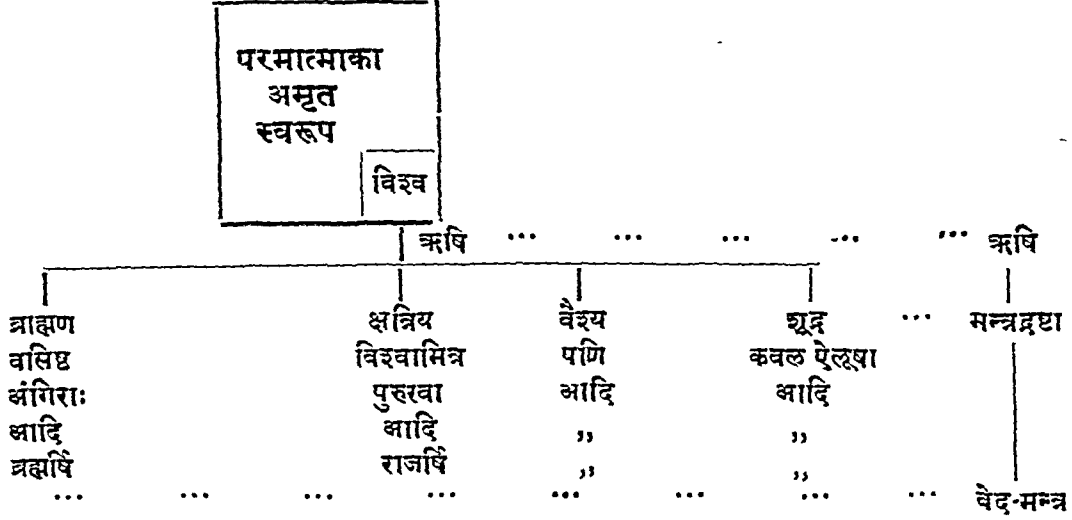 परमात्माका
अमृत
स्वरूप
विश्व
ऋषि ... ... ... ... ... ऋषि
ब्राह्मण क्षत्रिय वैश्य शूद्र ... मन्त्रद्रष्टा
वसिष्ठ विश्वामित्र पणि कवल ऐलूषा
अंगिराः पुरुरवा आदि आदि
आदि आदि ,, ,,
ब्रह्मर्षि राजर्षि ,, ,,
... ... ... ... ... ... ... ... वेद-मन्त्र